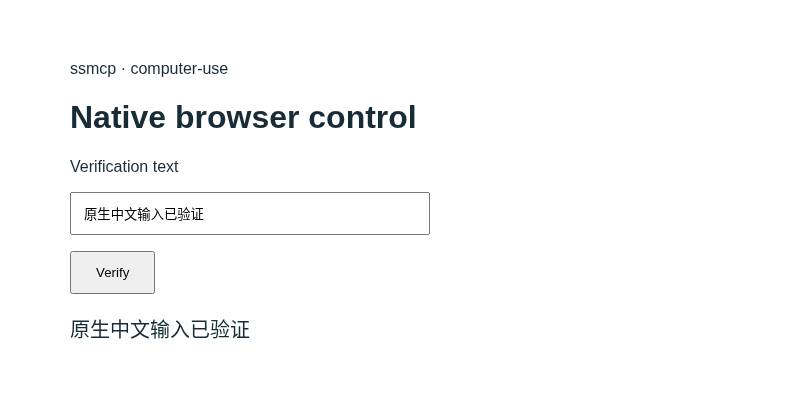 ssmcp · computer-use
Native browser control
Verification text
原生中文输入已验证
Verify
原生中文输入已验证